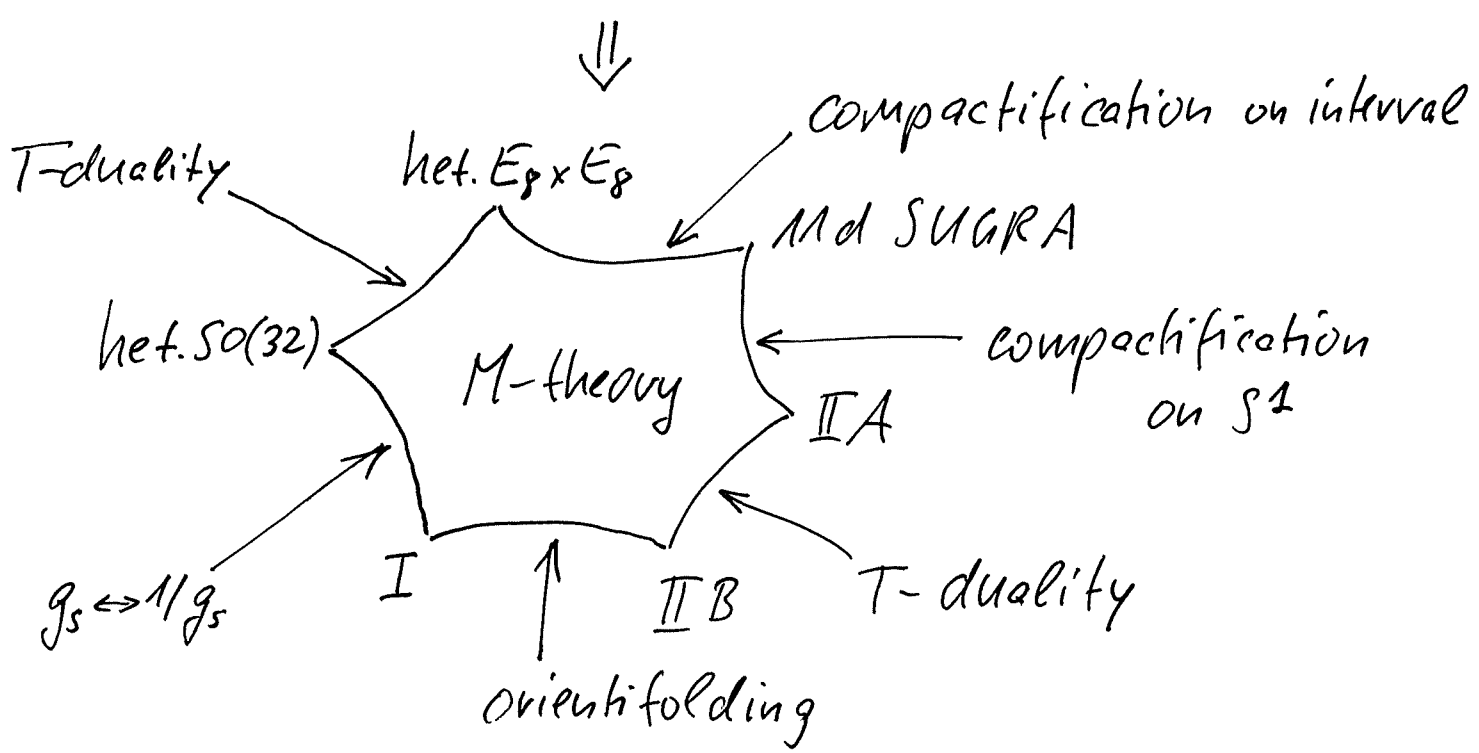 ⇓
compactification on interval
T-duality
het. E₈ x E₈
11d SUGRA
het. SO(32)
M-theory
compactification
on S¹
IIA
I
IIB
T-duality
gₛ ↔ 1/gₛ
orientifolding